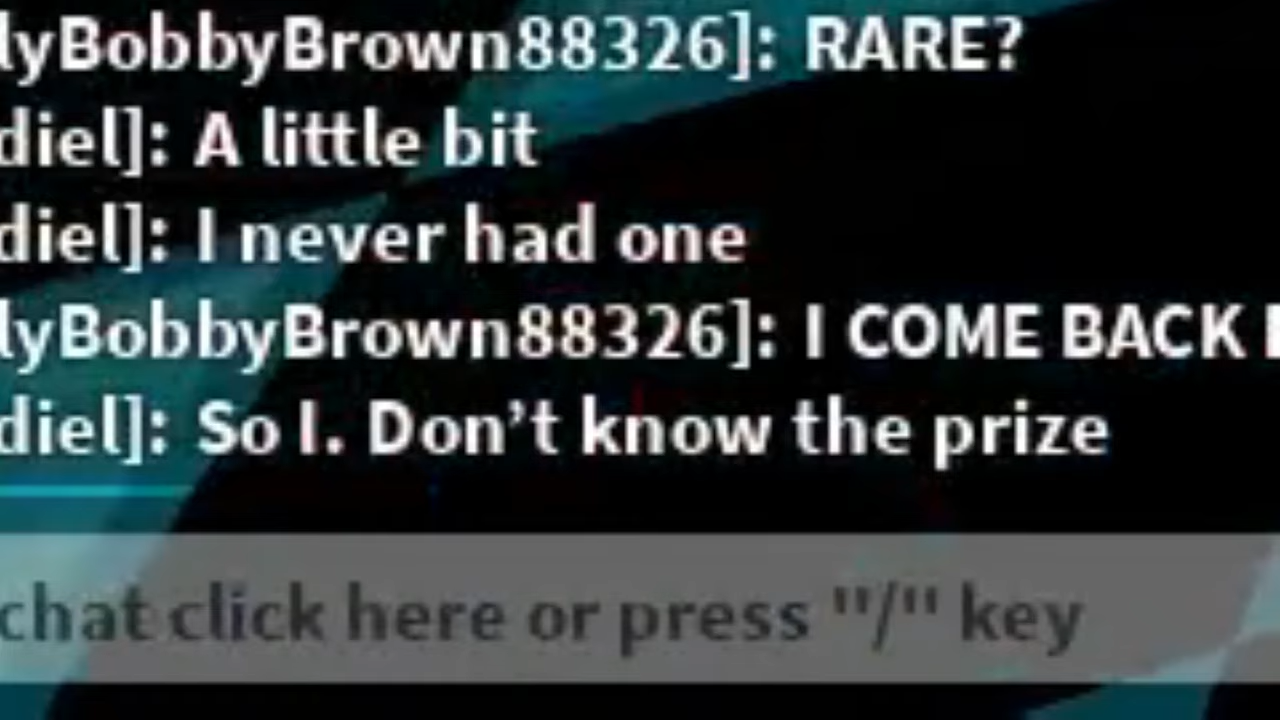 lyBobbyBrown88326]: RARE?
diel]: A little bit
diel]: I never had one
lyBobbyBrown88326]: I COME BACK
diel]: So I. Don’t know the prize
chat click here or press "/" key